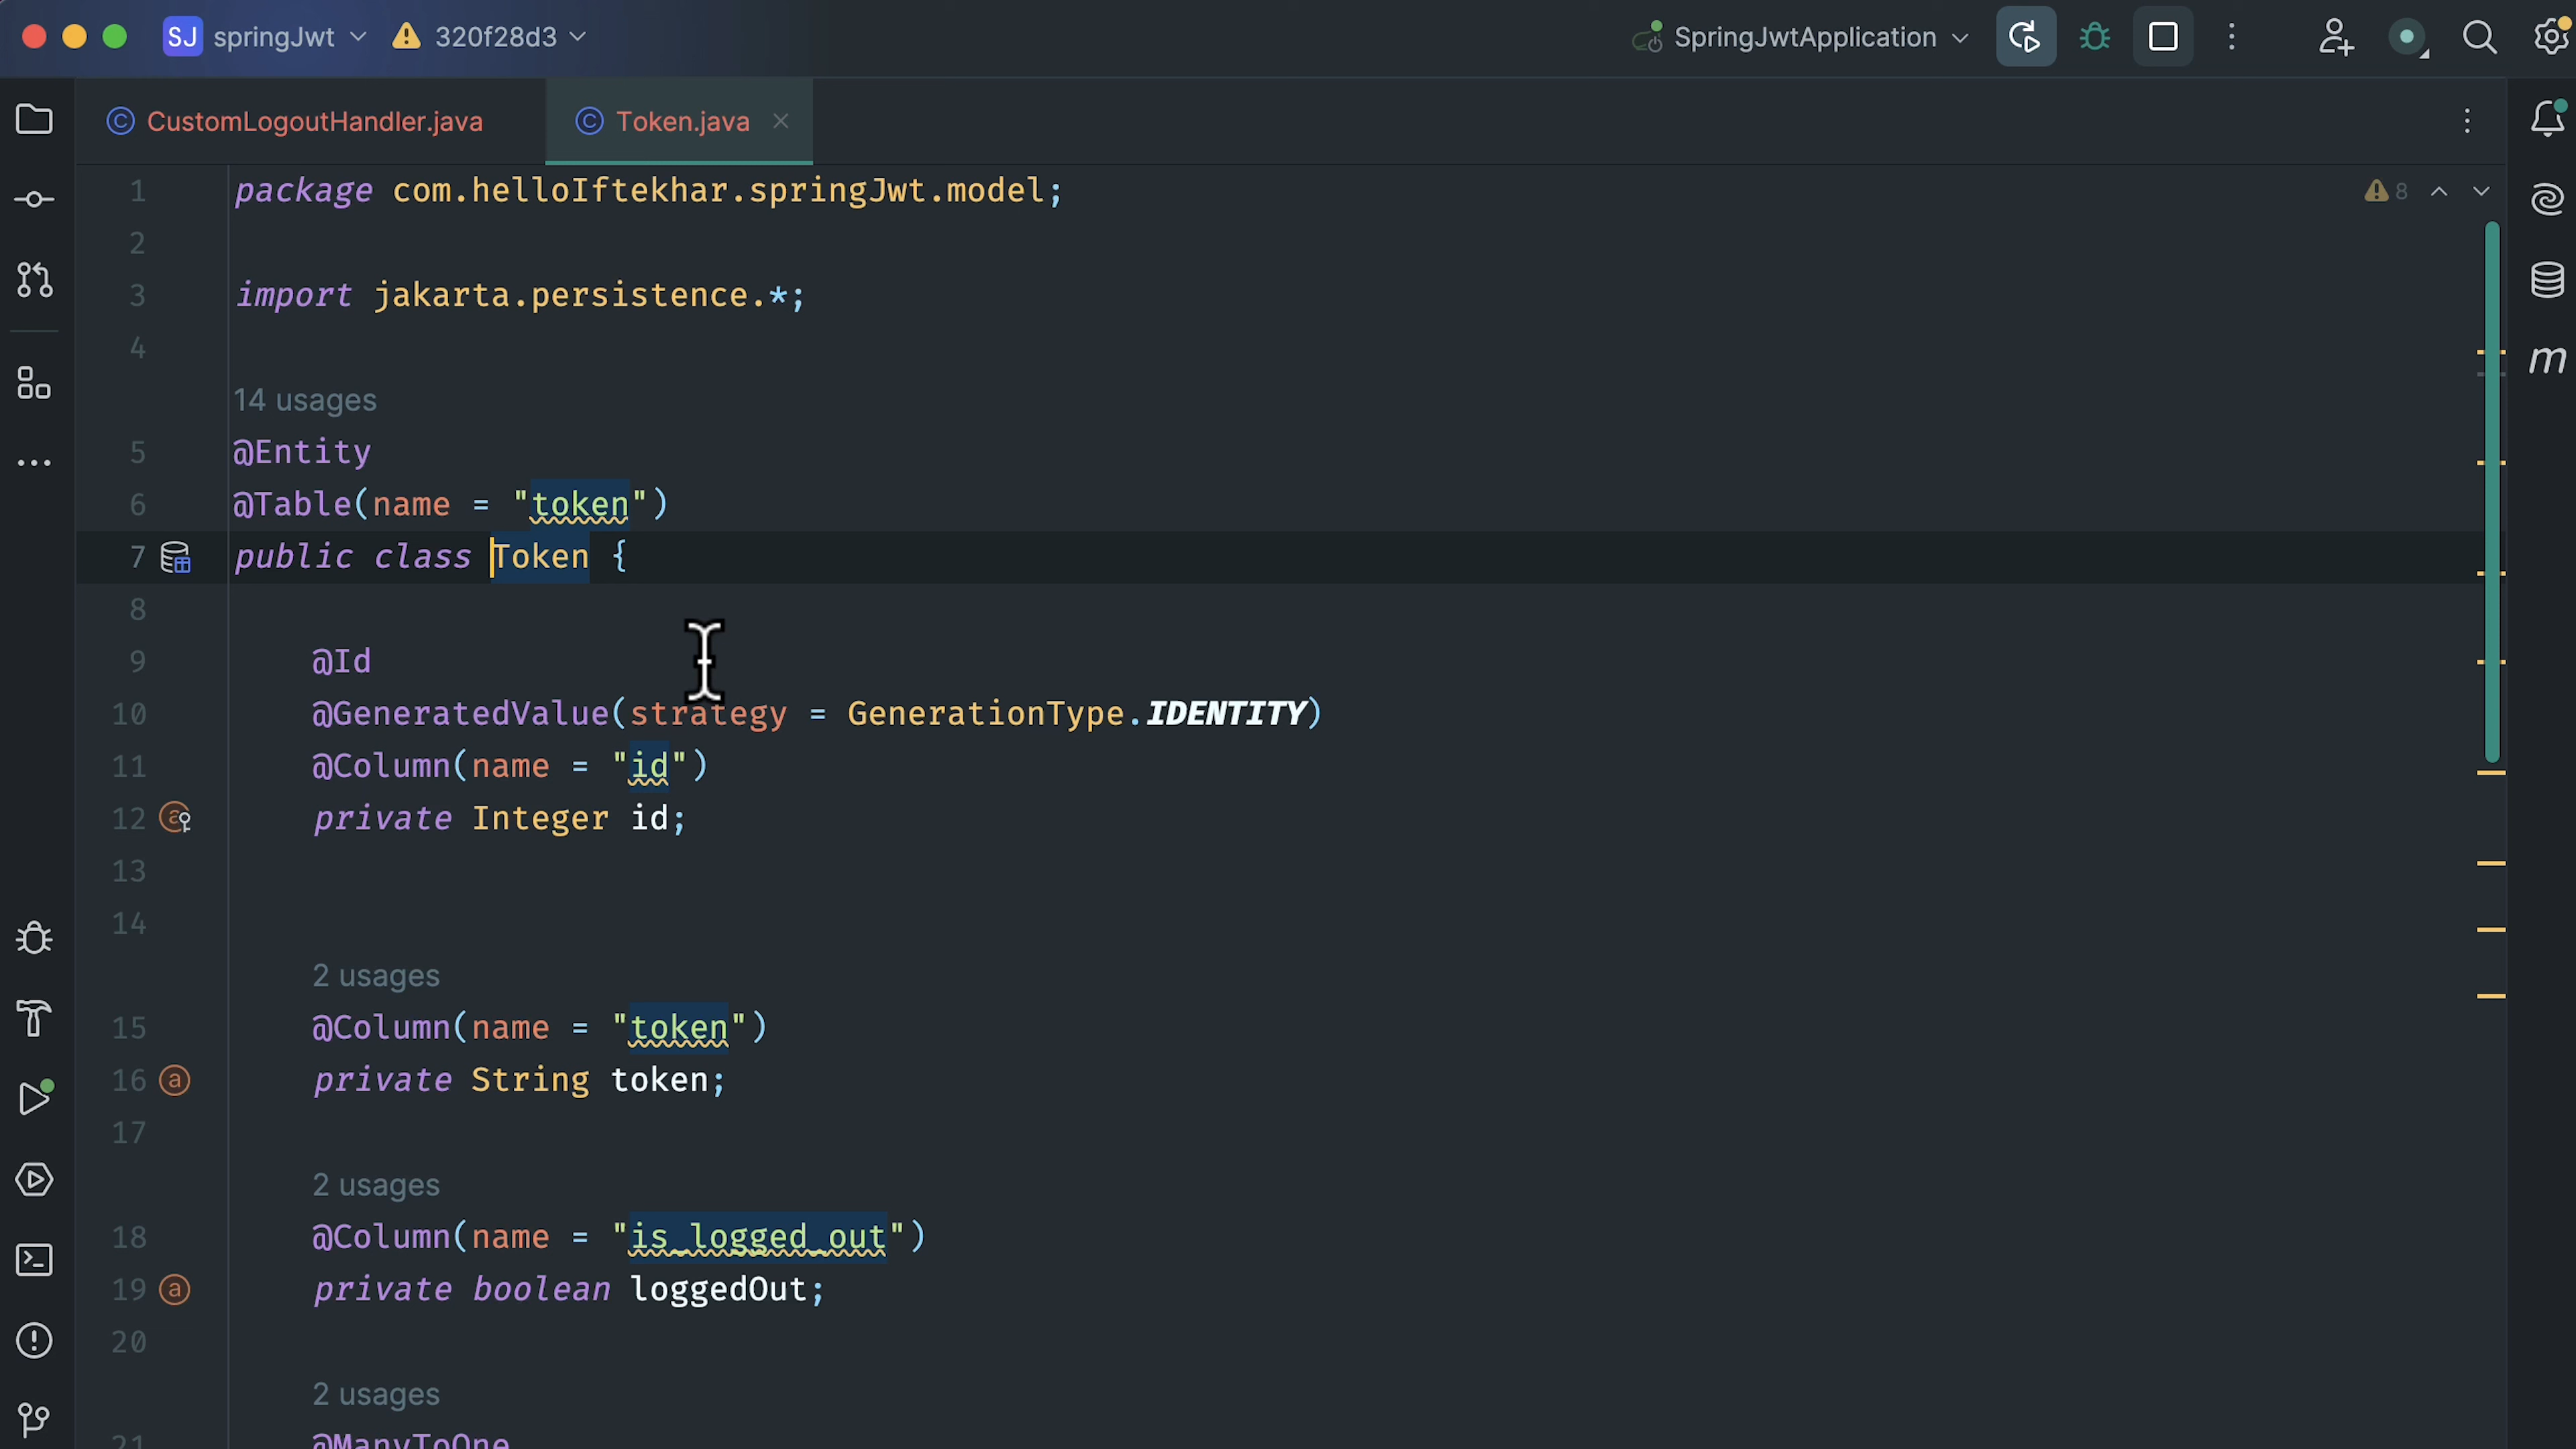 SJ springJwt 320f28d3 SpringJwtApplication
CustomLogoutHandler.java Token.java
1 package com.helloIftekhar.springJwt.model; 8
2
3 import jakarta.persistence.*;
4
14 usages
5 @Entity
6 @Table(name = "token")
7 public class Token {
8
9 @Id
10 @GeneratedValue(strategy = GenerationType.IDENTITY)
11 @Column(name = "id")
12 private Integer id;
13
14
2 usages
15 @Column(name = "token")
16 private String token;
17
2 usages
18 @Column(name = "is_logged_out")
19 private boolean loggedOut;
20
2 usages
21 @ManyToOne